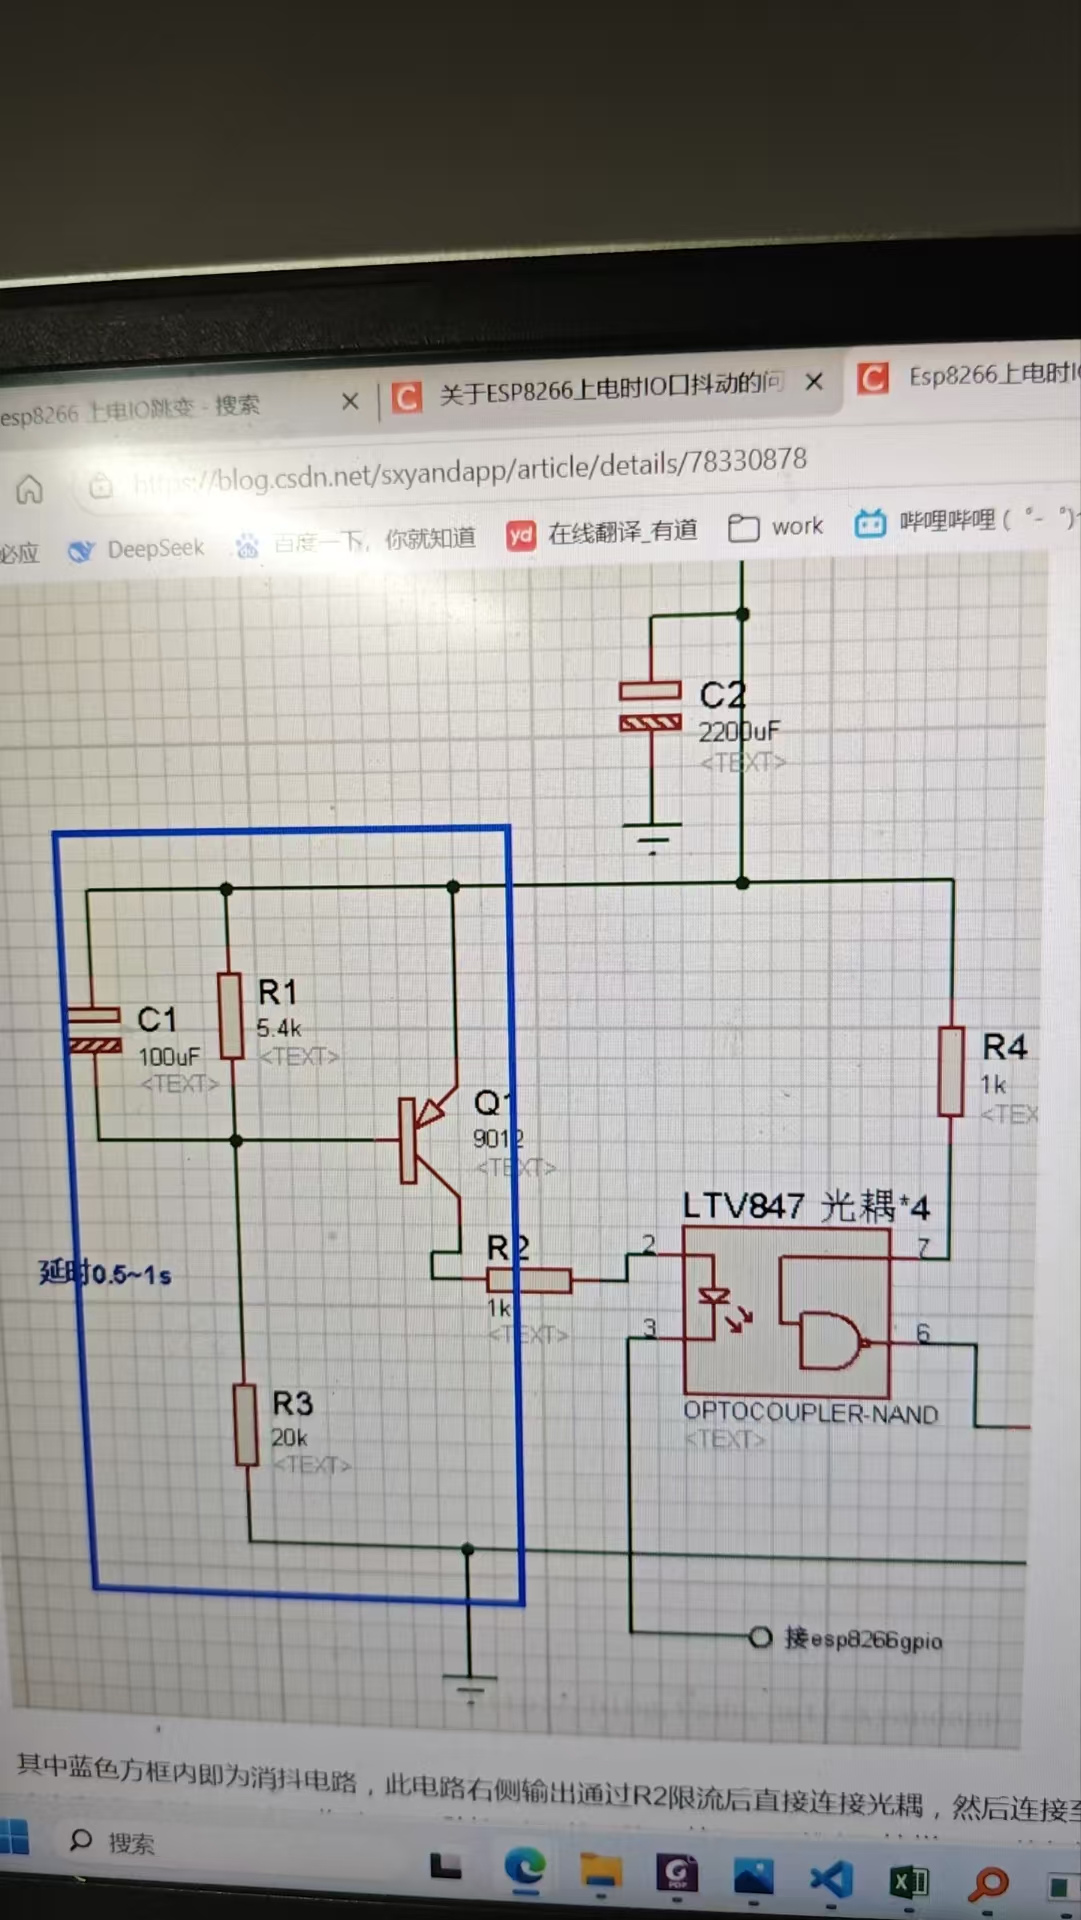 esp8266 上电IO跳变 - 搜索
关于ESP8266上电时IO口抖动的问
Esp8266上电时I
https://blog.csdn.net/sxyandapp/article/details/78330878
必应
DeepSeek
百度一下，你就知道
yd 在线翻译_有道
work
哔哩哔哩 ( ゜- ゜)
C2
2200uF
<TEXT>
C1
100uF
<TEXT>
R1
5.4k
<TEXT>
Q1
9012
<TEXT>
R4
1k
<TEX
LTV847 光耦*4
延时0.5~1s
R2
1k
<TEXT>
2
3
7
6
OPTOCOUPLER-NAND
<TEXT>
R3
20k
<TEXT>
接esp8266gpio
其中蓝色方框内即为消抖电路，此电路右侧输出通过R2限流后直接连接光耦，然后连接至
搜索